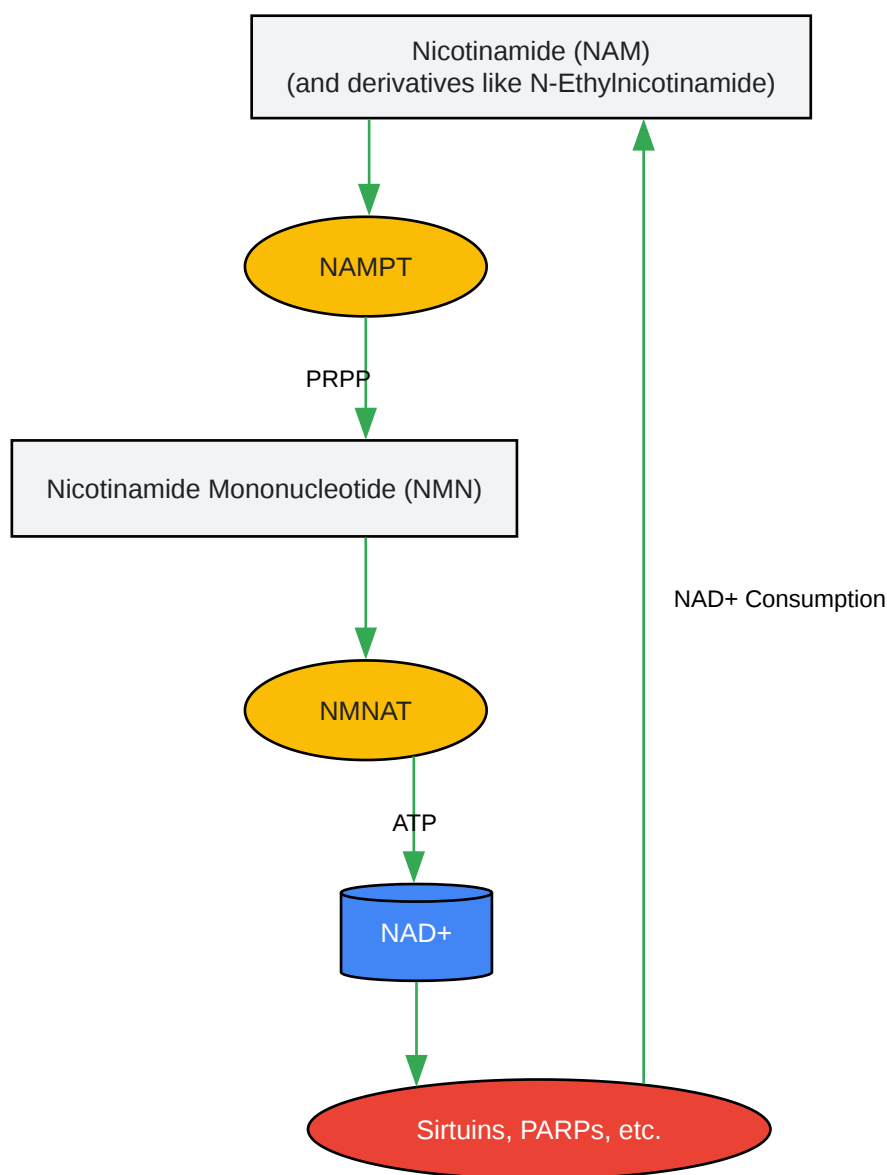 Nicotinamide (NAM)
(and derivatives like N-Ethylnicotinamide)
NAMPT
PRPP
Nicotinamide Mononucleotide (NMN)
NAD+ Consumption
NMNAT
ATP
NAD+
Sirtuins, PARPs, etc.